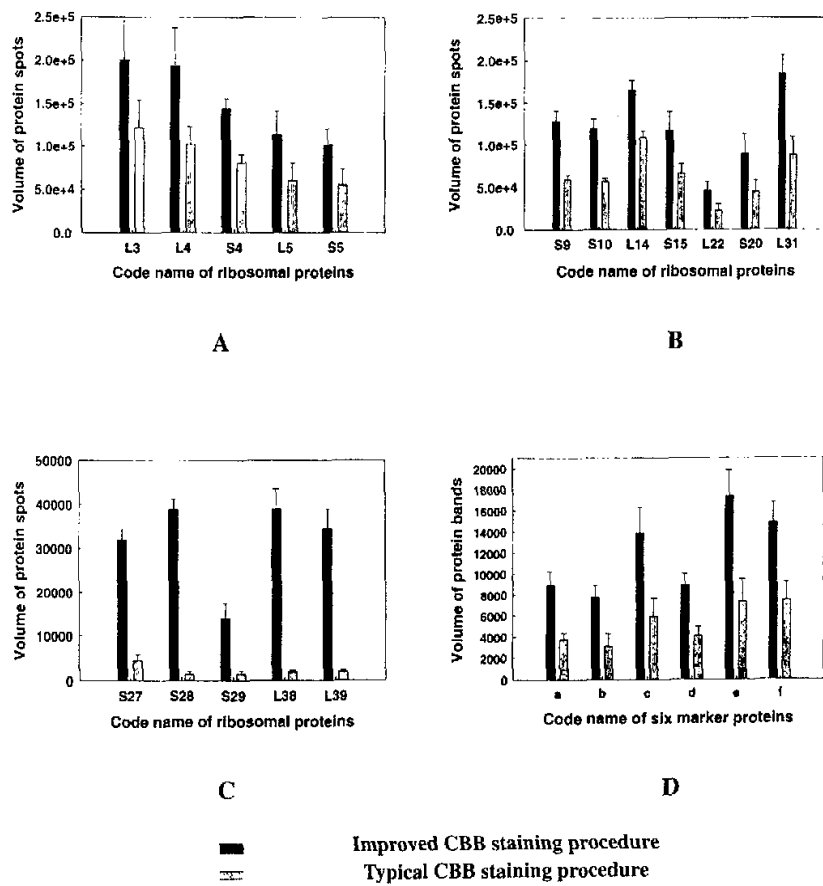 Volume of protein spots
2.5e+5
2.0e+5
1.5e+5
1.0e+5
5.0e+4
0.0
L3 L4 S4 L5 S5
Code name of ribosomal proteins
A
Volume of protein spots
2.5e+5
2.0e+5
1.5e+5
1.0e+5
5.0e+4
0.0
S9 S10 L14 S15 L22 S20 L31
Code name of ribosomal proteins
B
Volume of protein spots
50000
40000
30000
20000
10000
0
S27 S28 S29 L38 L39
Code name of ribosomal proteins
C
Volume of protein bands
20000
18000
16000
14000
12000
10000
8000
6000
4000
2000
0
a b c d e f
Code name of six marker proteins
D
Improved CBB staining procedure
Typical CBB staining procedure